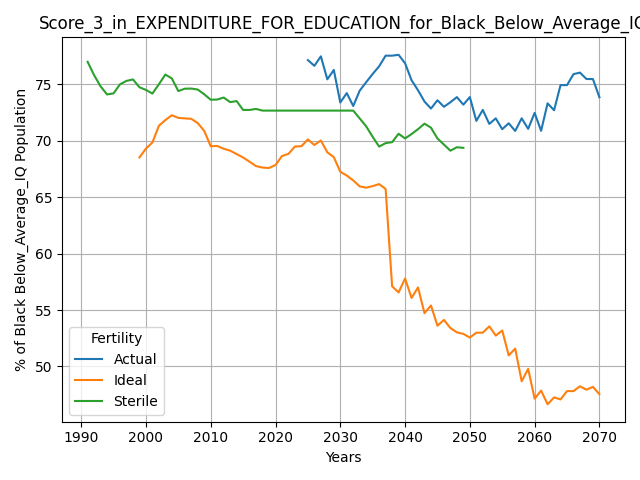 Score_3_in_EXPENDITURE_FOR_EDUCATION_for_Black_Below_Average_IQ
% of Black Below_Average_IQ Population
75
70
65
60
55
50
Fertility
Actual
Ideal
Sterile
1990 2000 2010 2020 2030 2040 2050 2060 2070
Years